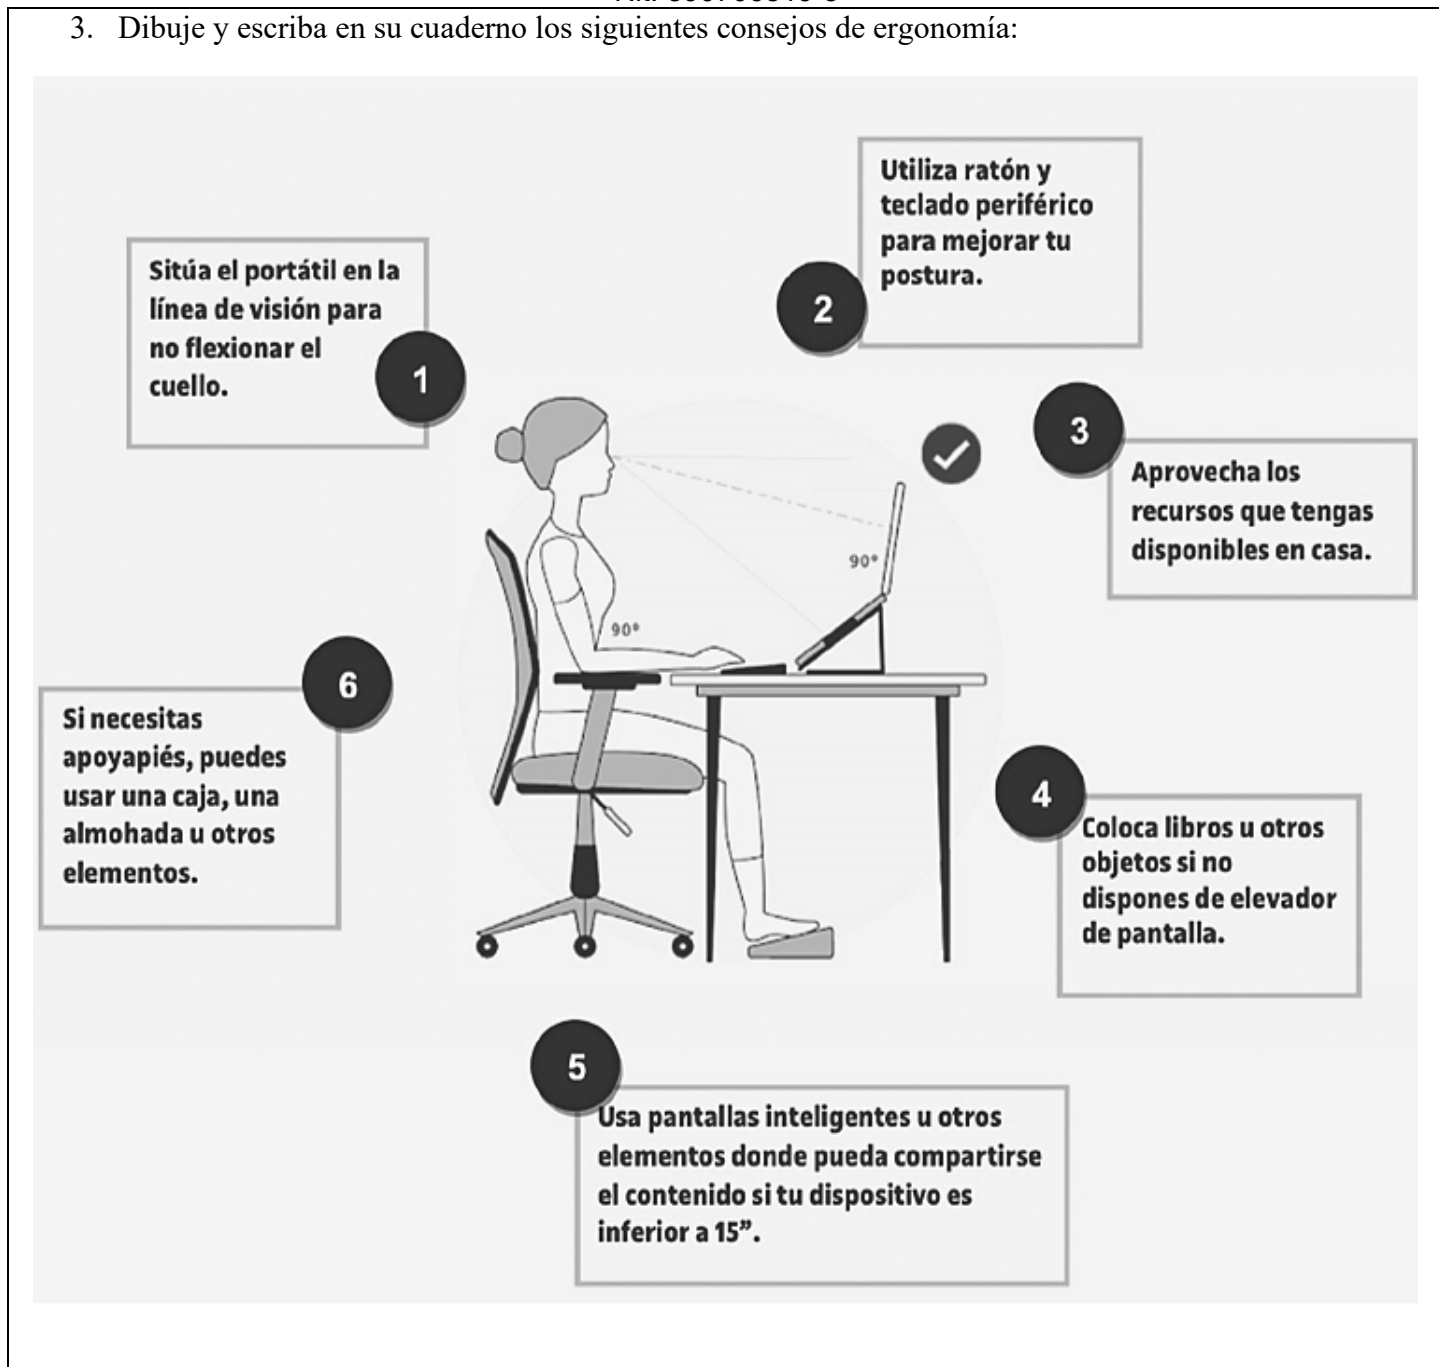 3. Dibuje y escriba en su cuaderno los siguientes consejos de ergonomía:
Sitúa el portátil en la
línea de visión para
no flexionar el
cuello.
1
Utiliza ratón y
teclado periférico
para mejorar tu
postura.
2
3
Aprovecha los
recursos que tengas
disponibles en casa.
90º
90º
4
Coloca libros u otros
objetos si no
dispones de elevador
de pantalla.
5
Usa pantallas inteligentes u otros
elementos donde pueda compartirse
el contenido si tu dispositivo es
inferior a 15”.
6
Si necesitas
apoyapiés, puedes
usar una caja, una
almohada u otros
elementos.